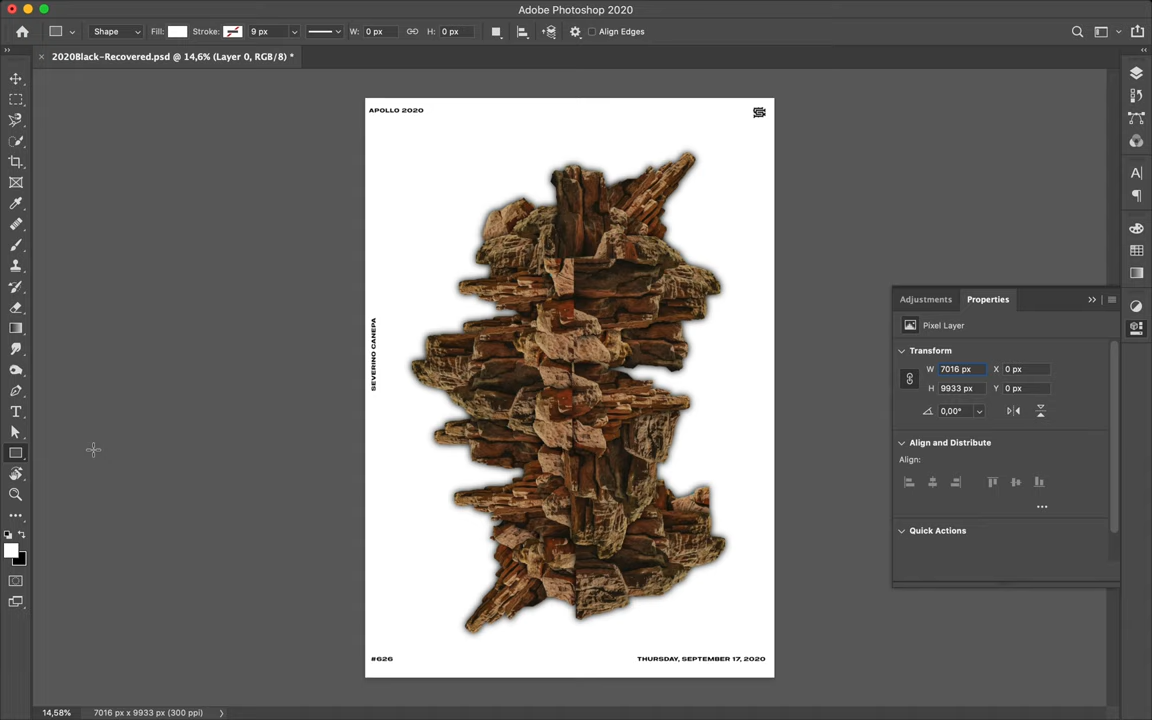 Adobe Photoshop 2020
Shape
Fill:
Stroke:
9 px
W: 0 px
H: 0 px
Align Edges
2020Black-Recovered.psd @ 14,6% (Layer 0, RGB/8) *
APOLLO 2020
SEVERINO CANEPA
#626
THURSDAY, SEPTEMBER 17, 2020
Adjustments
Properties
Pixel Layer
Transform
W 7016 px X 0 px
H 9933 px Y 0 px
0,00°
Align and Distribute
Align:
Quick Actions
14,58%
7016 px x 9933 px (300 ppi)